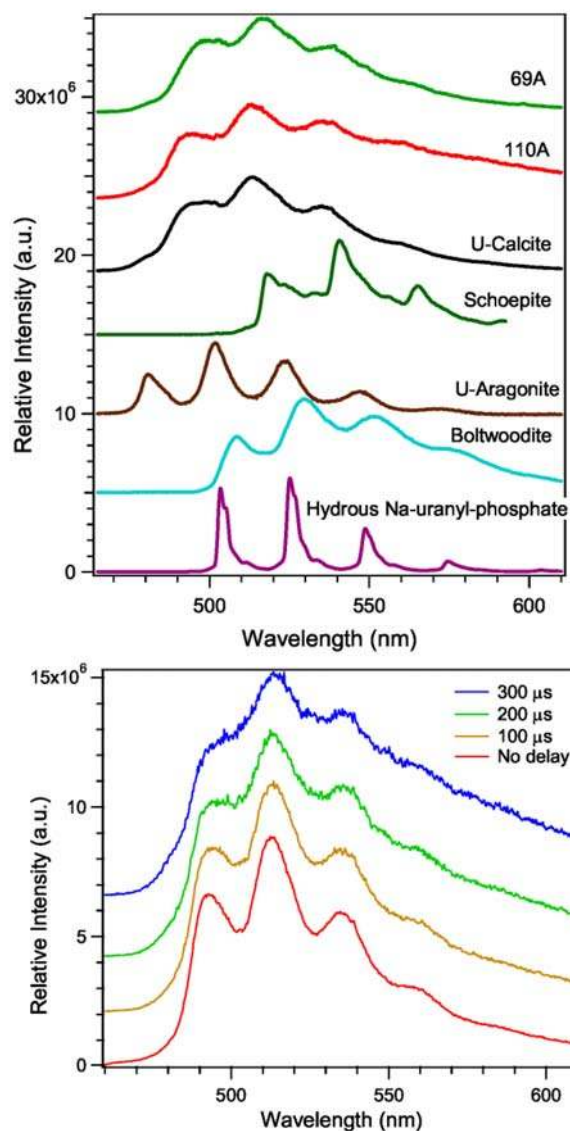 30x10⁶
20
10
0
Relative Intensity (a.u.)
69A
110A
U-Calcite
Schoepite
U-Aragonite
Boltwoodite
Hydrous Na-uranyl-phosphate
500 550 600
Wavelength (nm)
15x10⁶
10
5
0
Relative Intensity (a.u.)
300 µs
200 µs
100 µs
No delay
500 550 600
Wavelength (nm)